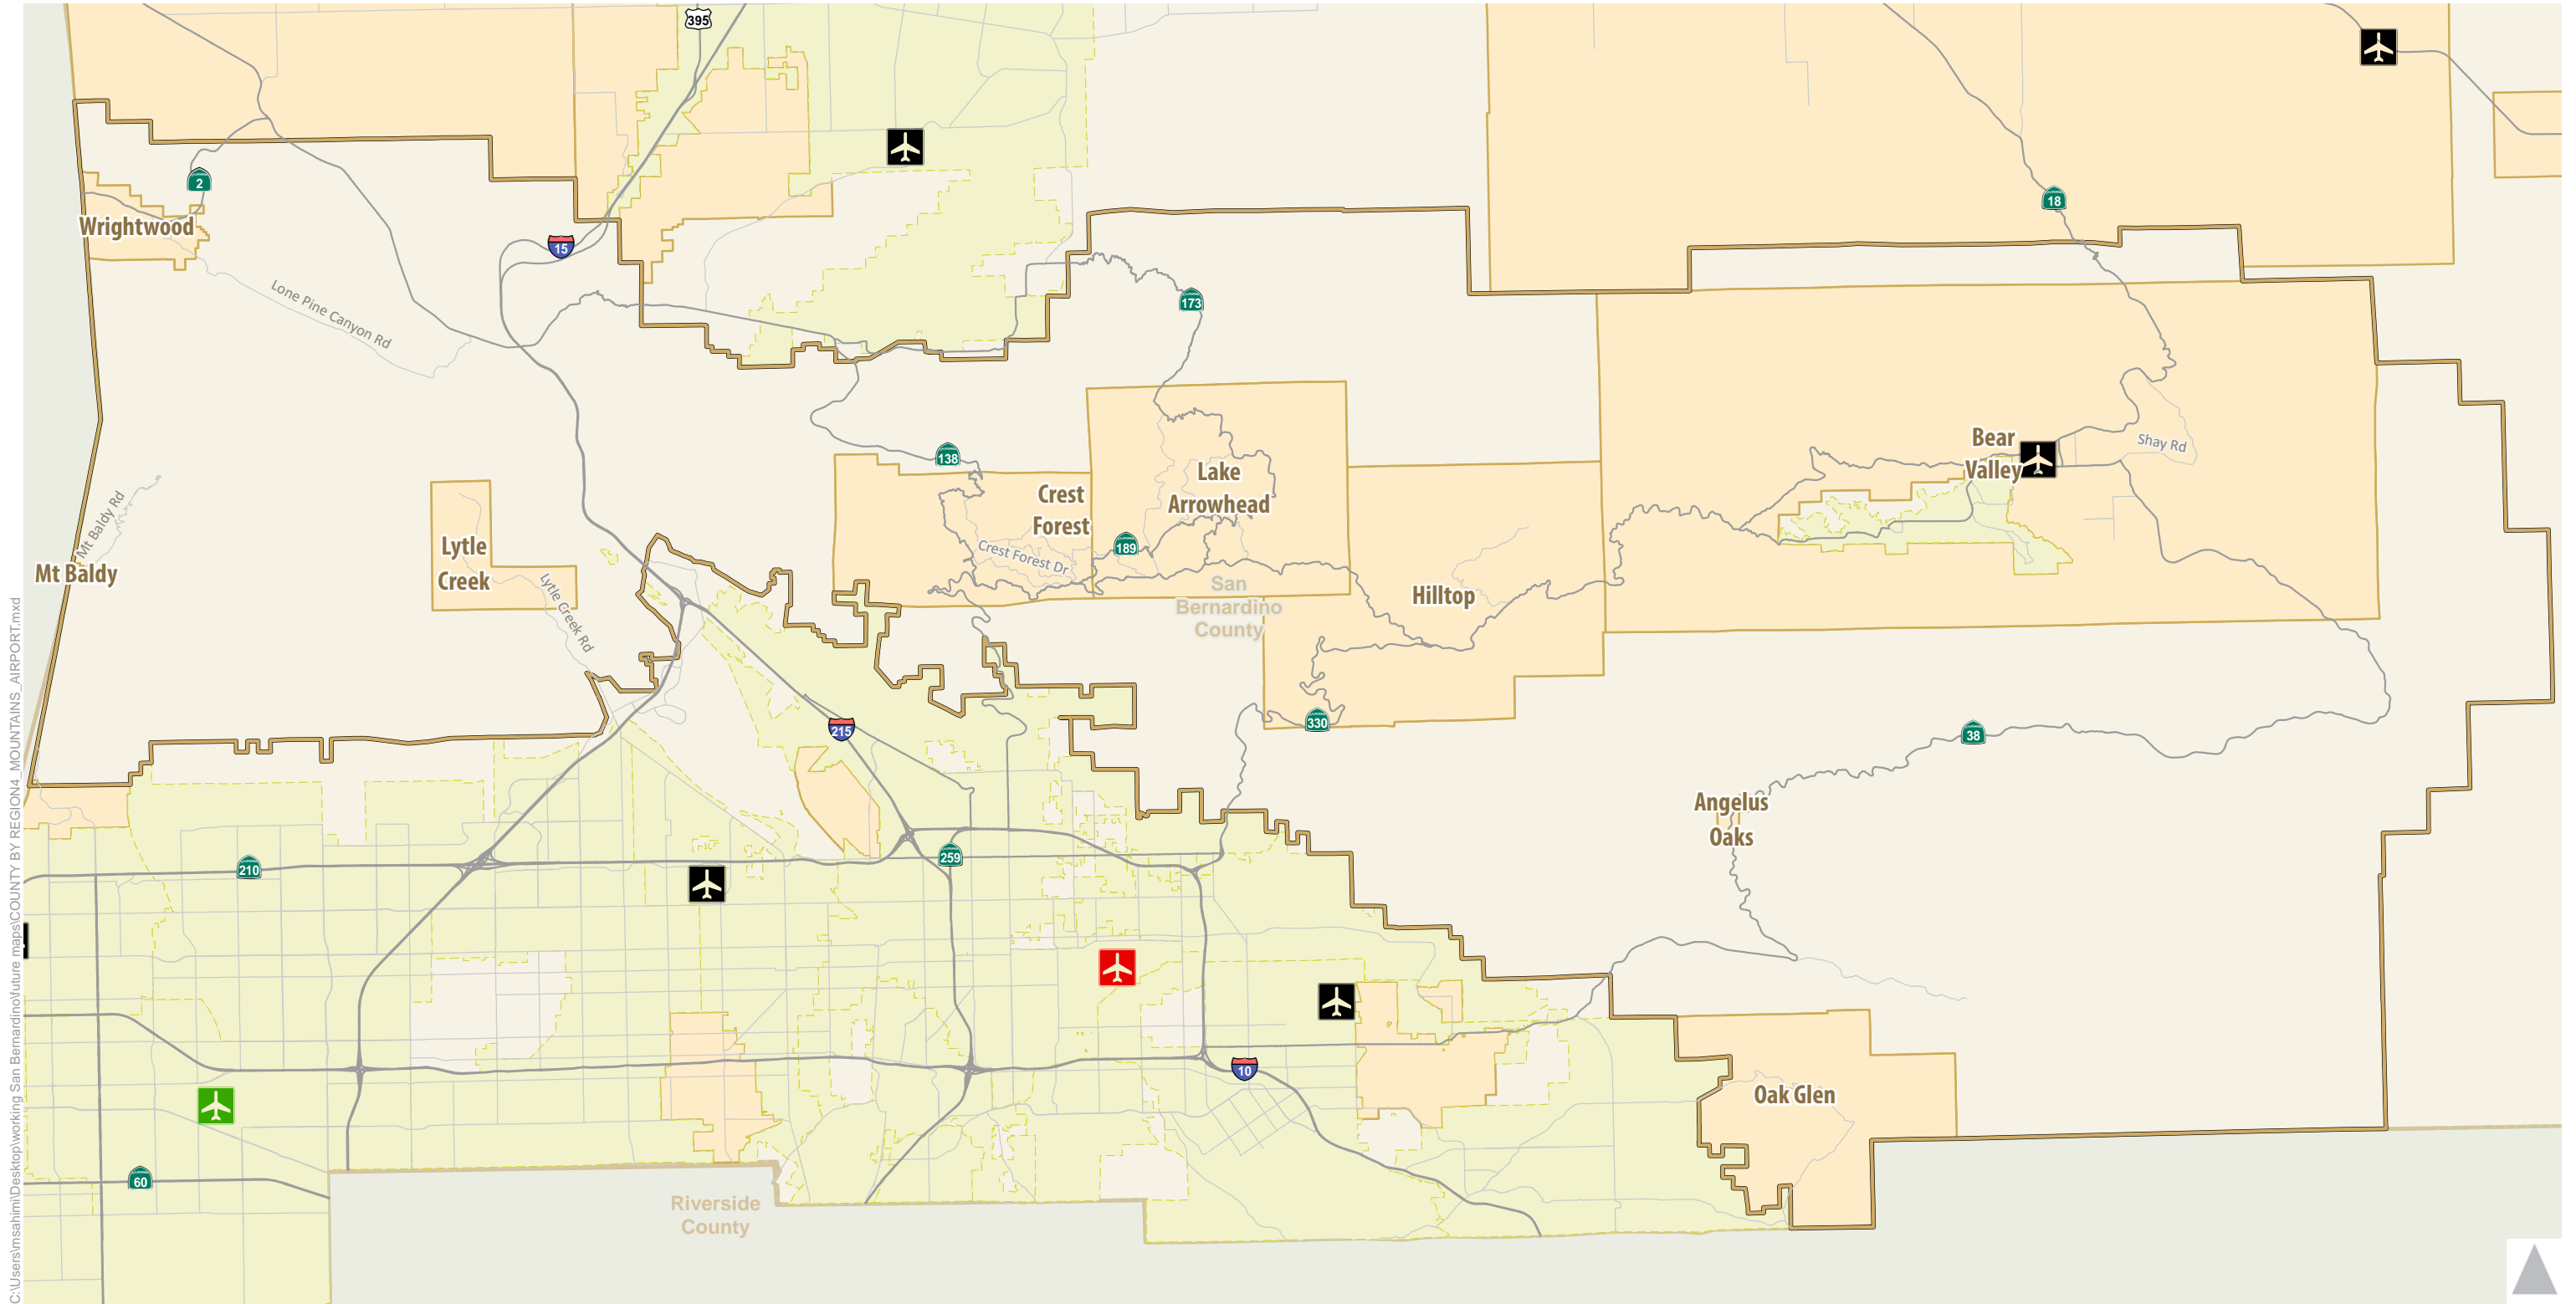 395
2
Wrightwood
15
18
Lone Pine Canyon Rd
173
138
Bear
Valley
Shay Rd
Lake
Arrowhead
Crest
Forest
189
Crest Forest Dr
Mt Baldy Rd
Mt Baldy
Lytle
Creek
Lytle Creek Rd
San
Bernardino
County
Hilltop
330
215
38
Angelus
Oaks
210
259
10
Oak Glen
60
Riverside
County
C:\Users\msahimi\Desktop\working San Bernardino\future maps\COUNTY BY REGION4_MOUNTAINS_AIRPORT.mxd